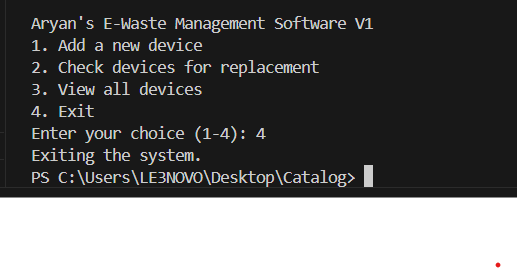 Aryan's E-Waste Management Software V1
1. Add a new device
2. Check devices for replacement
3. View all devices
4. Exit
Enter your choice (1-4): 4
Exiting the system.
PS C:\Users\LE3NOVO\Desktop\Catalog>